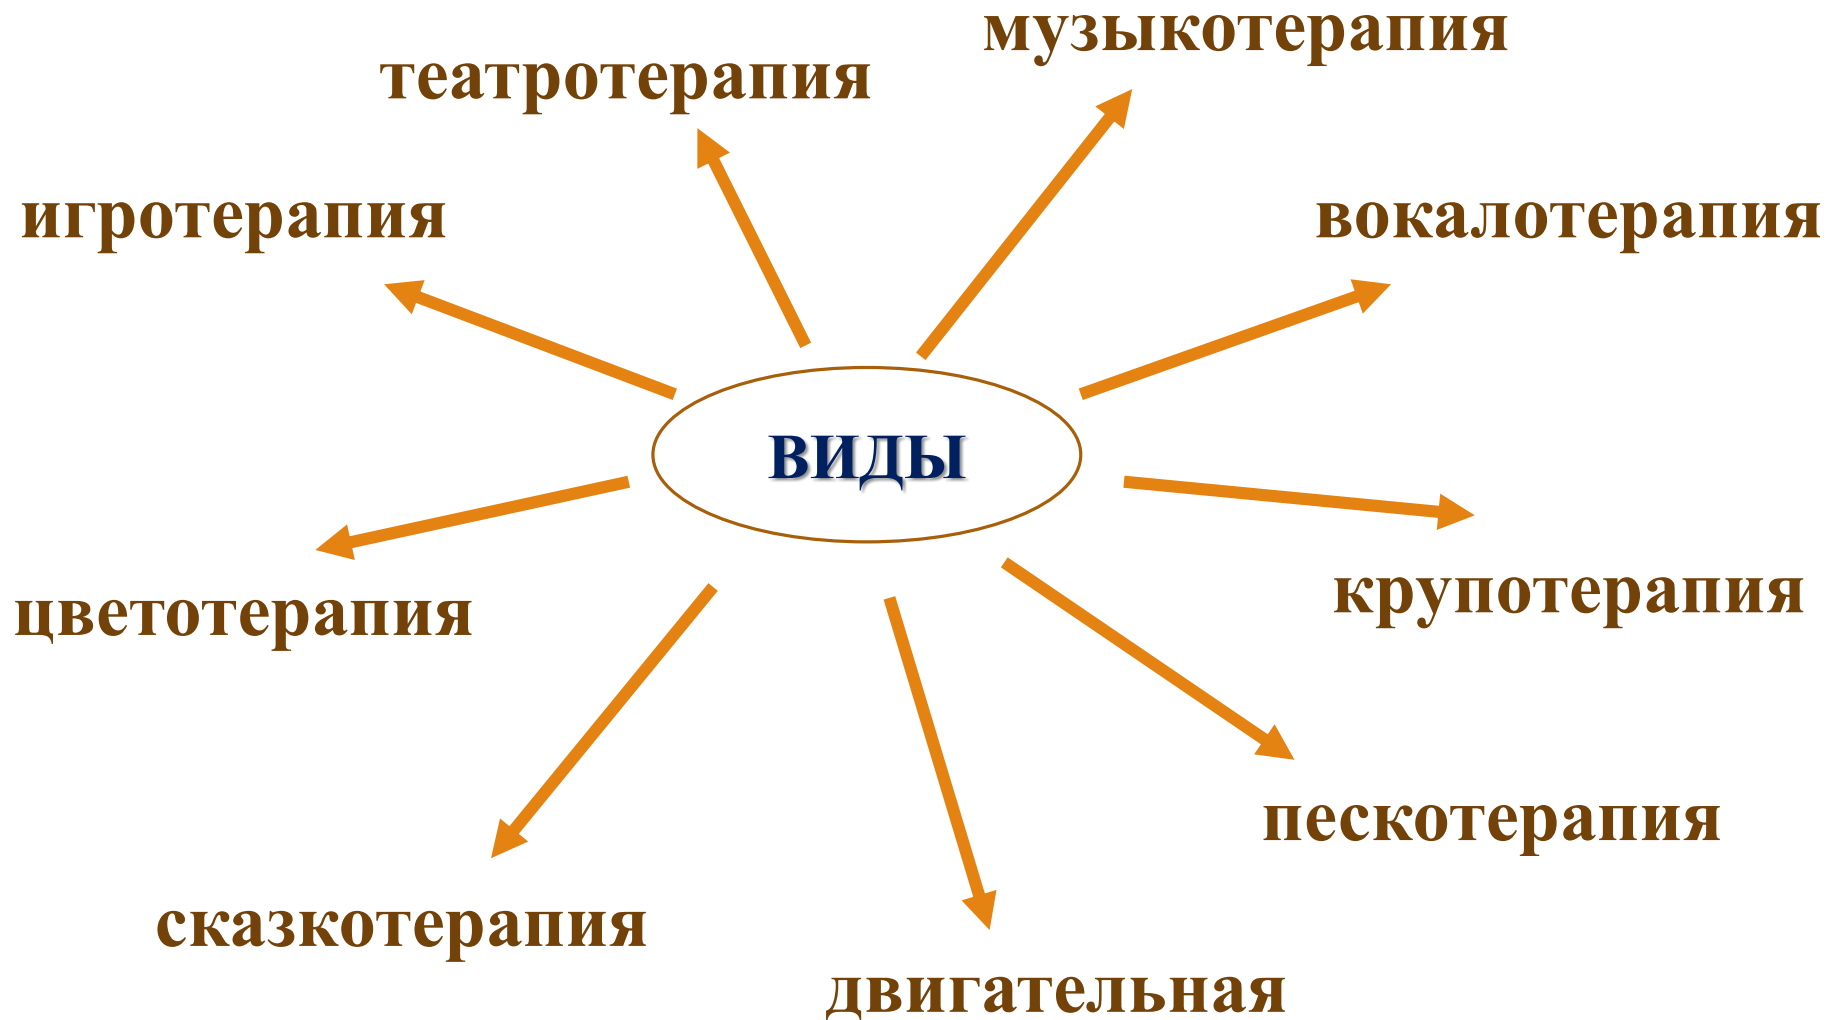 музыкотерапия
театротерапия
игротерапия
вокалотерапия
ВИДЫ
крупотерапия
цветотерапия
пескотерапия
сказкотерапия
двигательная